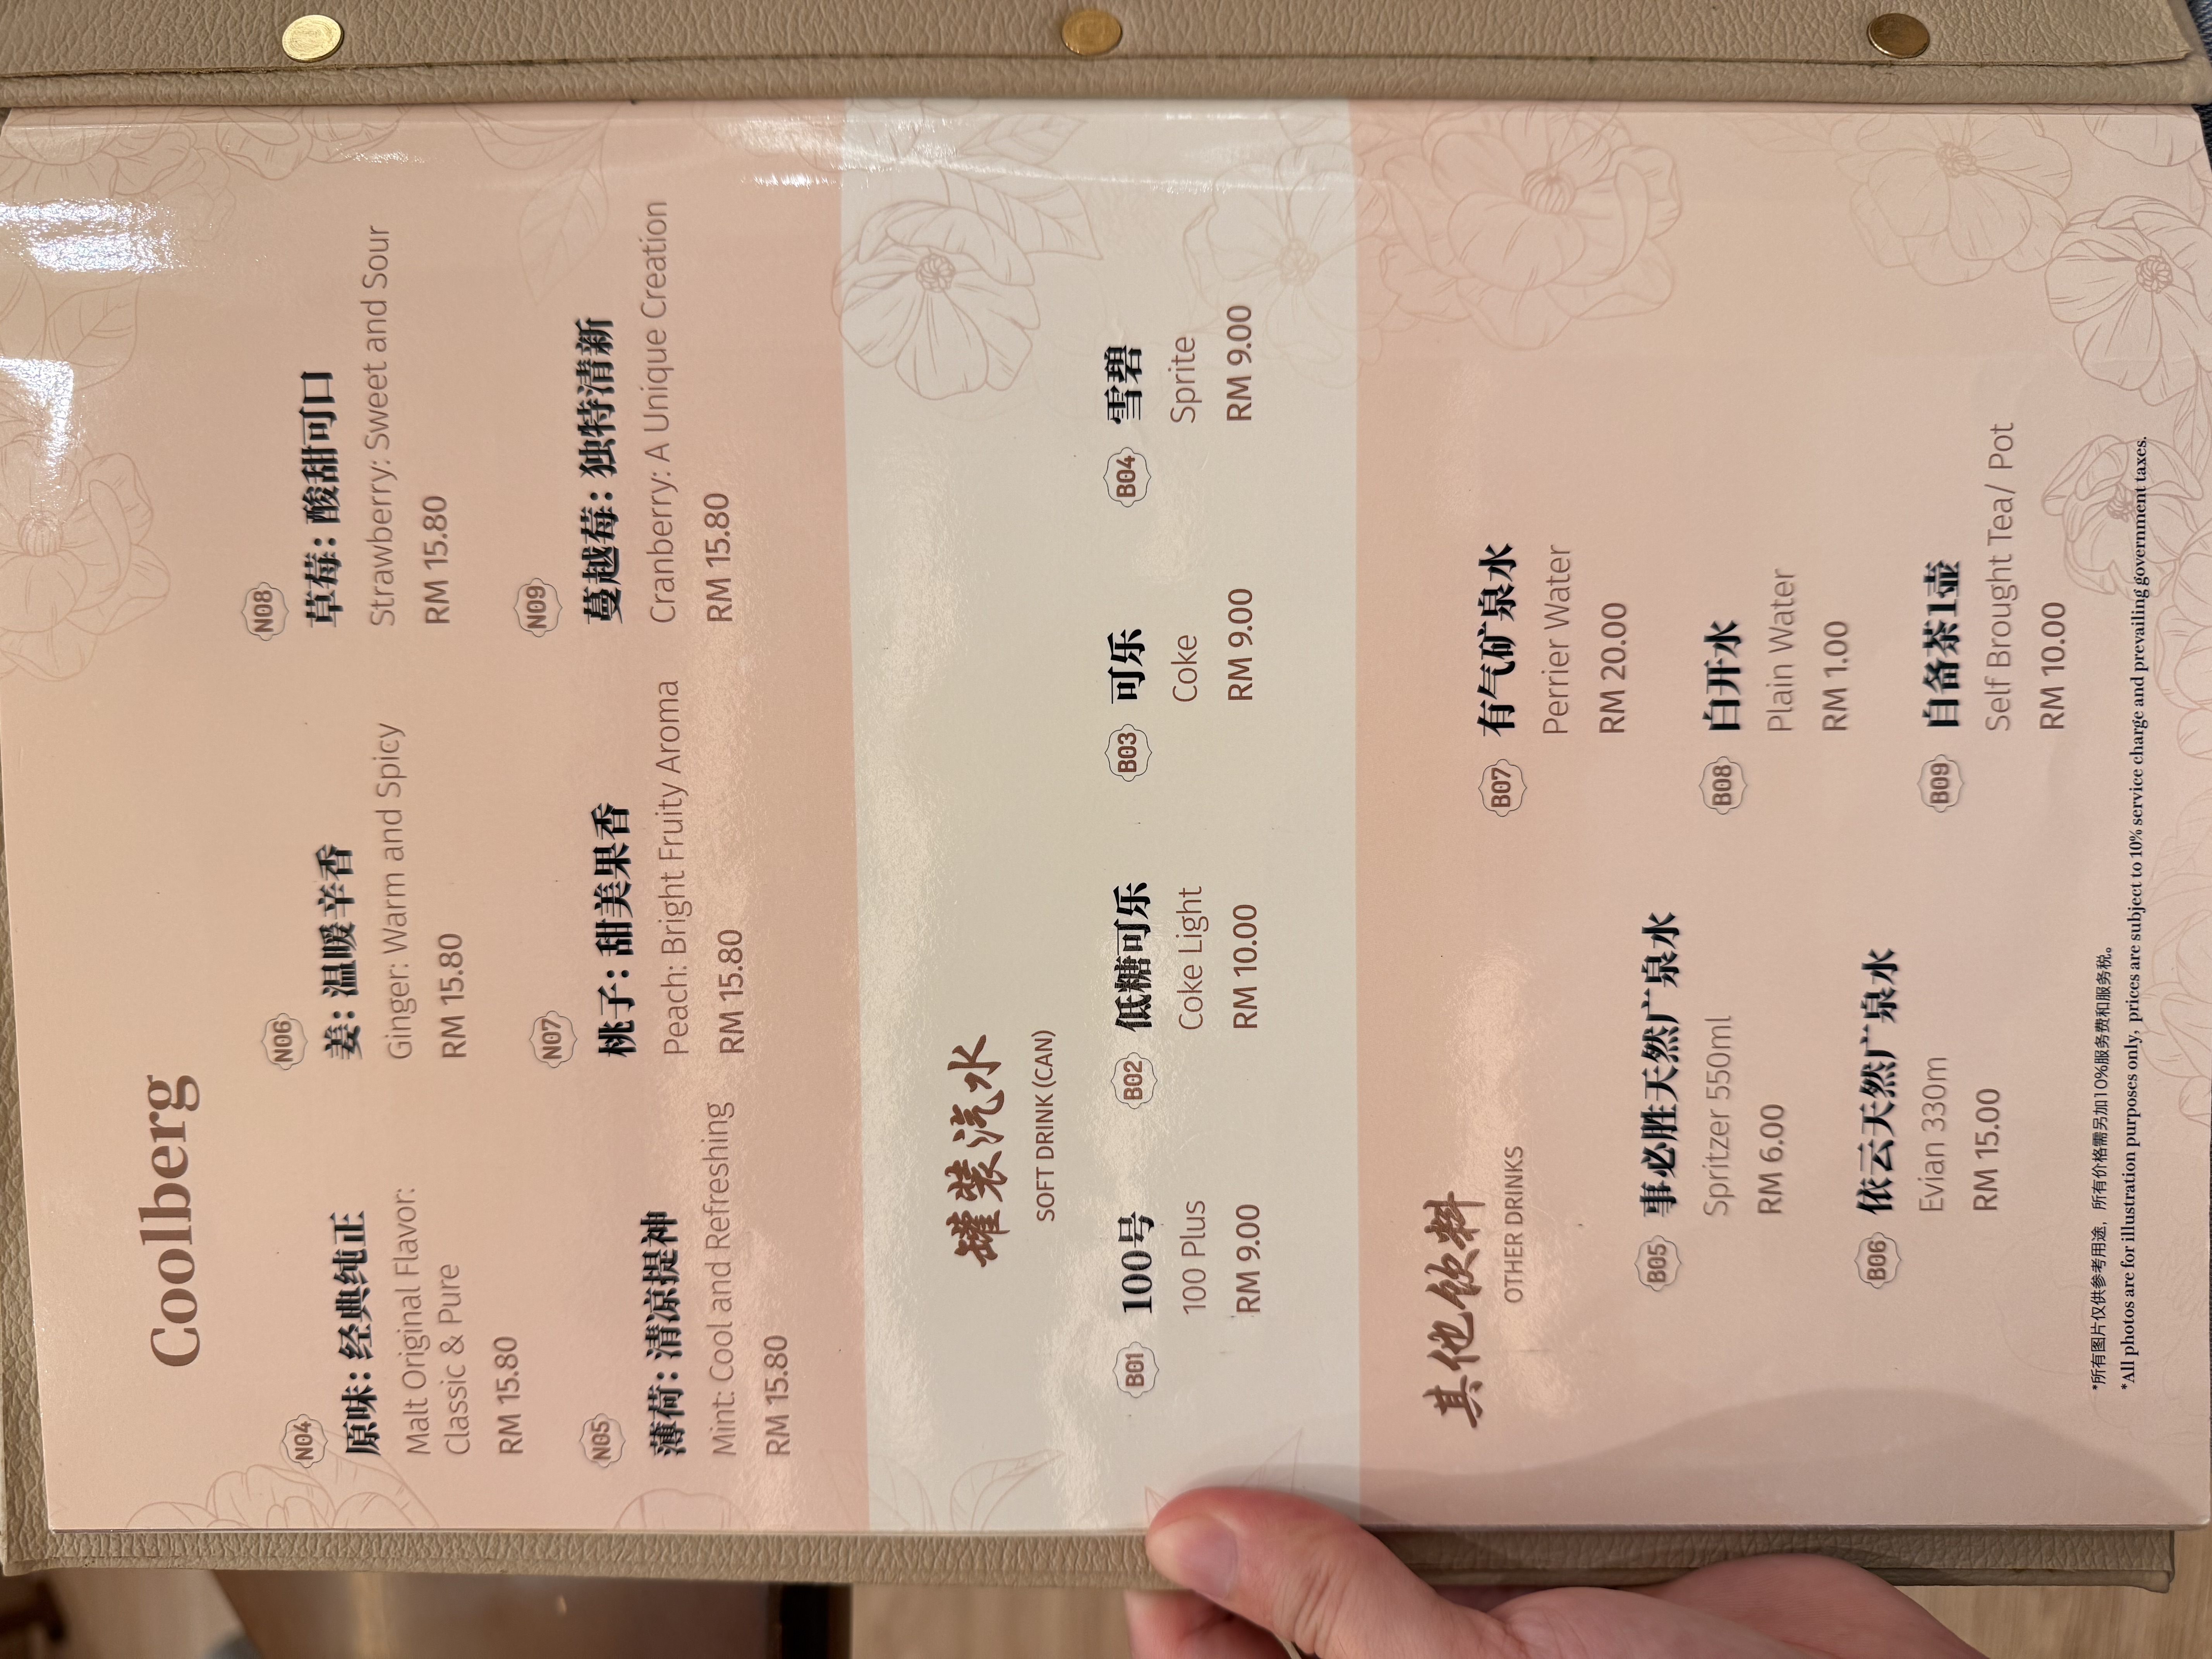 Coolberg
N04
原味：经典纯正
Malt Original Flavor:
Classic & Pure
RM 15.80
N06
姜：温暖辛香
Ginger: Warm and Spicy
RM 15.80
N08
草莓：酸甜可口
Strawberry: Sweet and Sour
RM 15.80
N05
薄荷：清凉提神
Mint: Cool and Refreshing
RM 15.80
N07
桃子：甜美果香
Peach: Bright Fruity Aroma
RM 15.80
N09
蔓越莓：独特清新
Cranberry: A Unique Creation
RM 15.80
罐装汽水
SOFT DRINK (CAN)
B01 100号
100 Plus
RM 9.00
B02 低糖可乐
Coke Light
RM 10.00
B03 可乐
Coke
RM 9.00
B04 雪碧
Sprite
RM 9.00
其他饮料
OTHER DRINKS
B05 事必胜天然广泉水
Spritzer 550ml
RM 6.00
B06 依云天然广泉水
Evian 330m
RM 15.00
B07 有气矿泉水
Perrier Water
RM 20.00
B08 白开水
Plain Water
RM 1.00
B09 自备茶1壶
Self Brought Tea/ Pot
RM 10.00
*所有图片仅供参考用途，所有价格需另加10%服务费和服务税。
*All photos are for illustration purposes only, prices are subject to 10% service charge and prevailing government taxes.